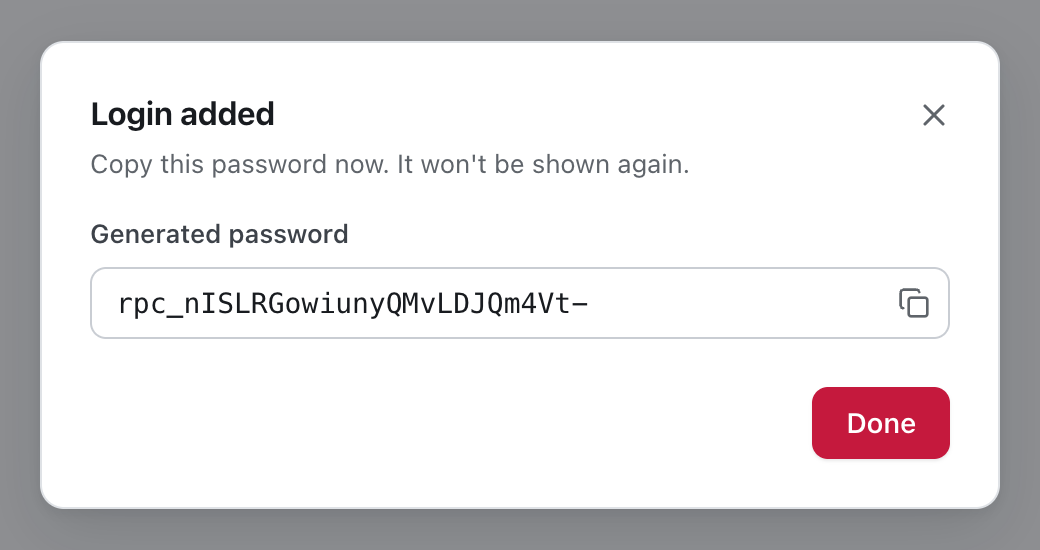 Login added
Copy this password now. It won't be shown again.
Generated password
rpc_nISLRGowiunyQMvLDJQm4Vt-
Done